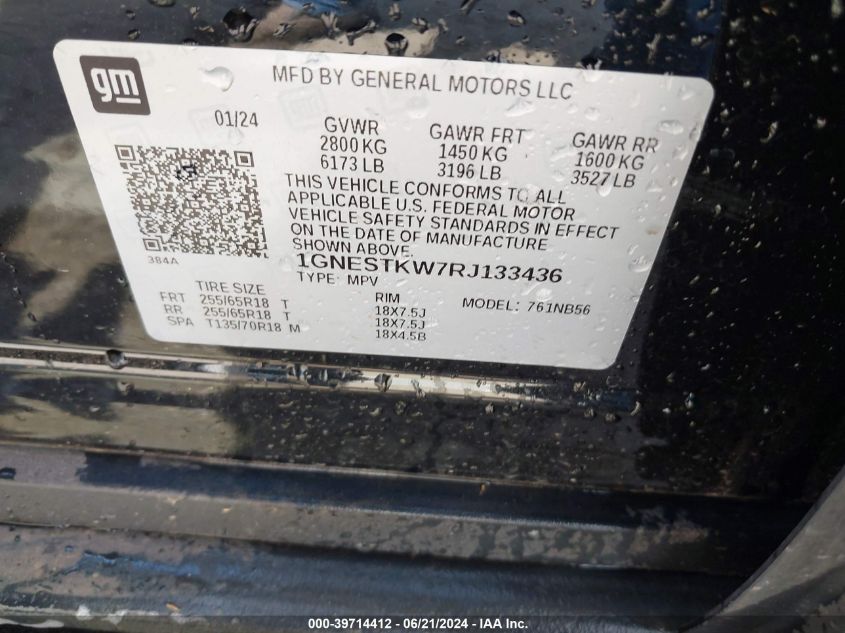 gm
MFD BY GENERAL MOTORS LLC
01/24
GVWR GAWR FRT GAWR RR
2800 KG 1450 KG 1600 KG
6173 LB 3196 LB 3527 LB
THIS VEHICLE CONFORMS TO ALL
APPLICABLE U.S. FEDERAL MOTOR
VEHICLE SAFETY STANDARDS IN EFFECT
ON THE DATE OF MANUFACTURE
SHOWN ABOVE.
384A
1GNESTKW7RJ133436
TYPE: MPV
TIRE SIZE RIM MODEL: 761NB56
FRT 255/65R18 T 18X7.5J
RR 255/65R18 T 18X7.5J
SPA T135/70R18 M 18X4.5B
000-39714412 - 06/21/2024 - IAA Inc.